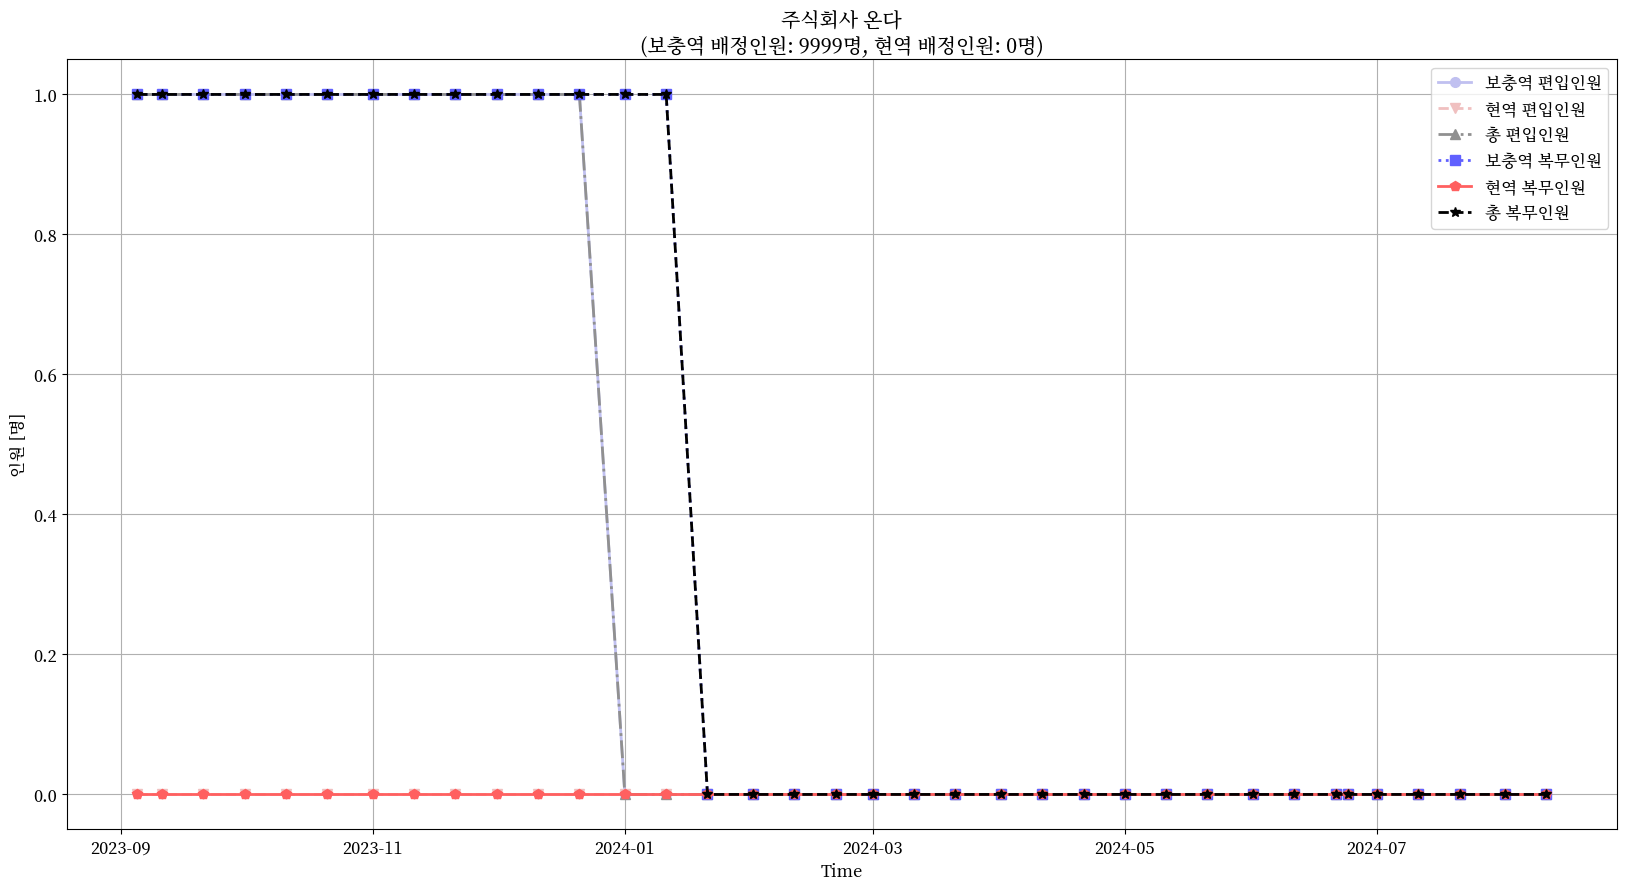 주식회사 온다
(보충역 배정인원: 9999명, 현역 배정인원: 0명)
보충역 편입인원
현역 편입인원
총 편입인원
보충역 복무인원
현역 복무인원
총 복무인원
인원 [명]
1.0
0.8
0.6
0.4
0.2
0.0
2023-09
2023-11
2024-01
2024-03
2024-05
2024-07
Time